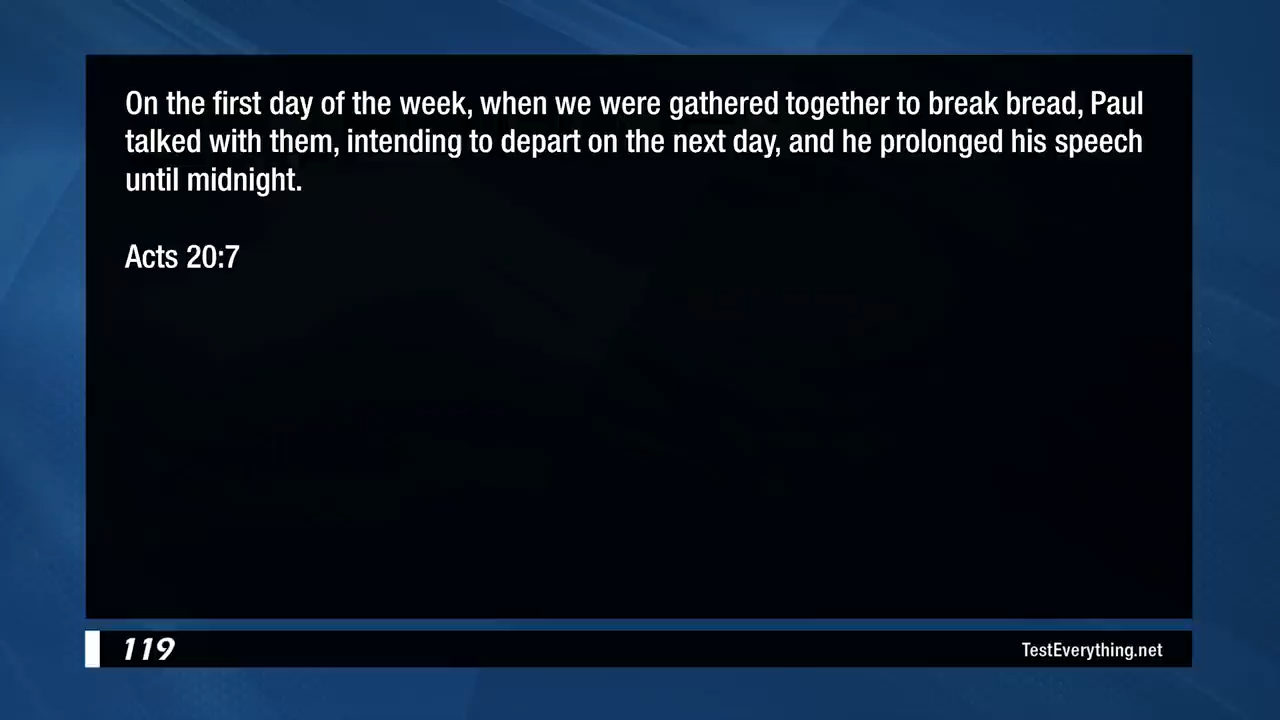 On the first day of the week, when we were gathered together to break bread, Paul
talked with them, intending to depart on the next day, and he prolonged his speech
until midnight.
Acts 20:7
119
TestEverything.net